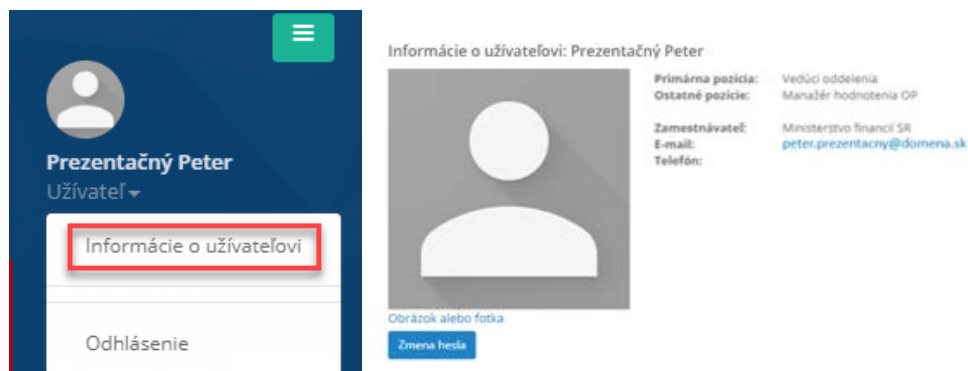 Prezentačný Peter
Užívateľ
Informácie o užívateľovi
Odhlásenie
Informácie o užívateľovi: Prezentačný Peter
Primárna pozícia: Vedúci oddelenia
Ostatné pozície: Manažér hodnotenia OP
Zamestnávateľ: Ministerstvo financií SR
E-mail: peter.prezentacny@domena.sk
Telefón:
Obrázok alebo fotka
Zmena hesla